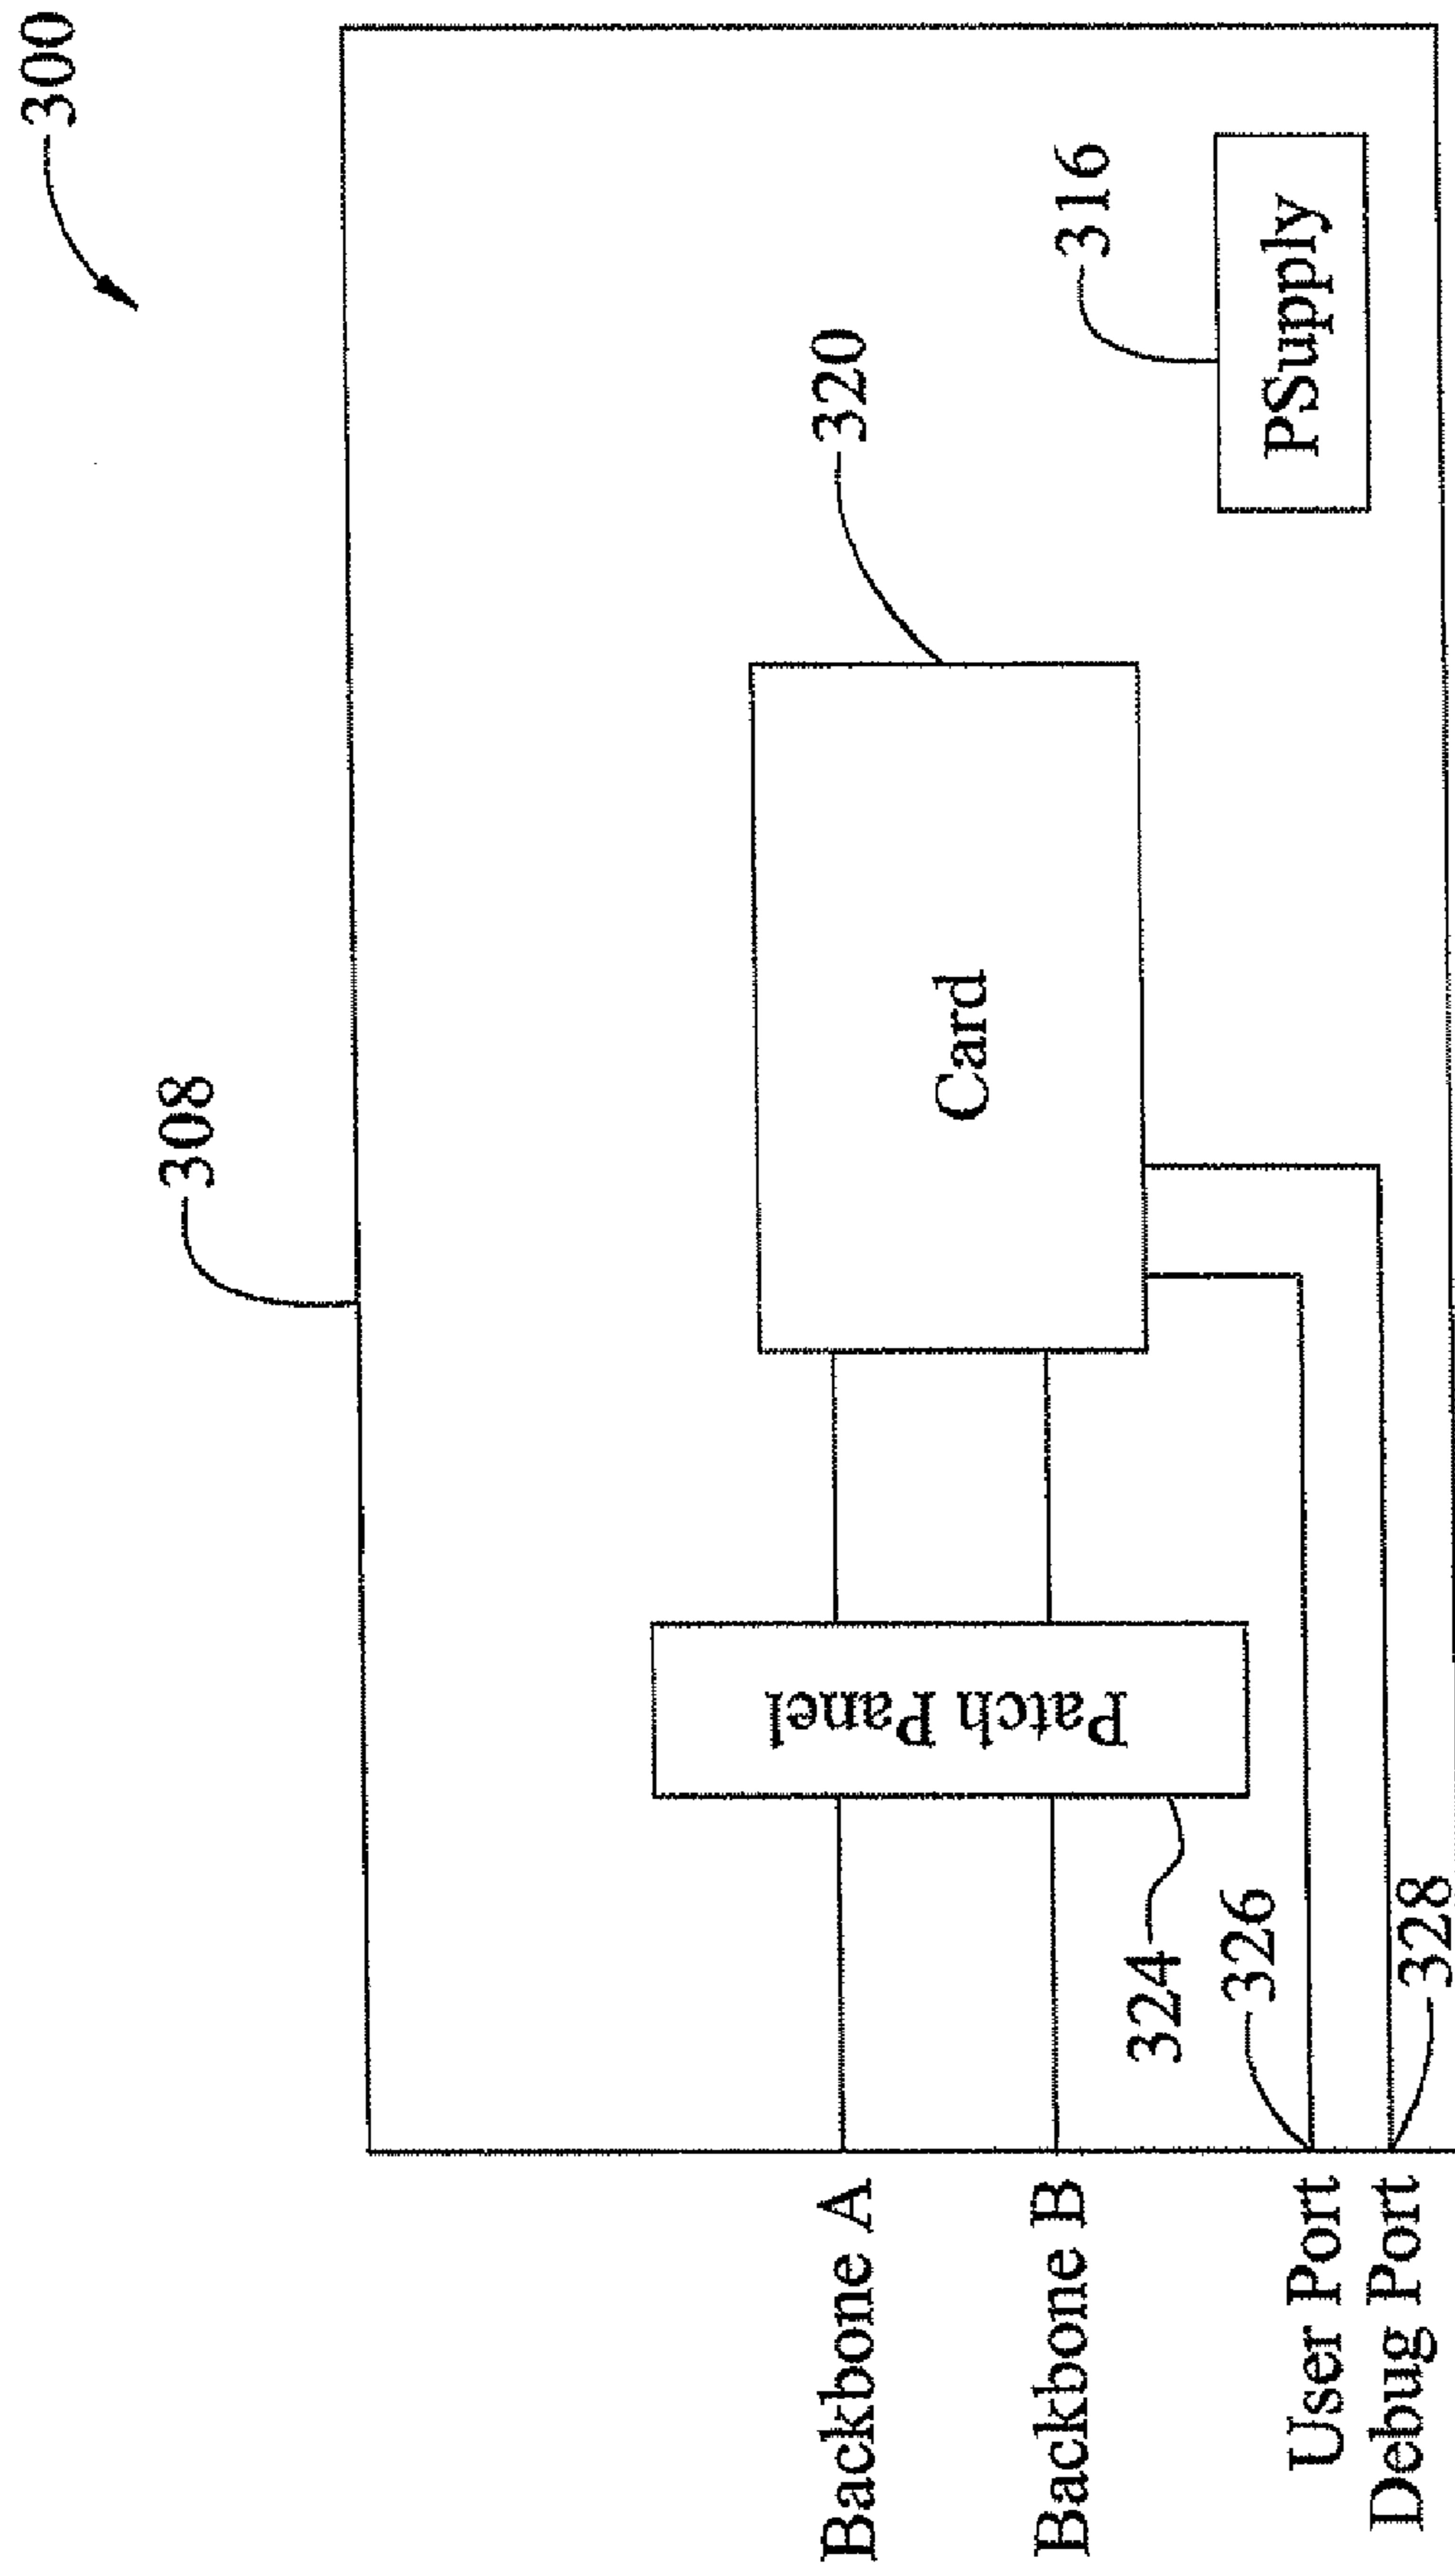 300
308
320
316
Card
PSupply
Patch Panel
324
326
328
Backbone A
Backbone B
User Port
Debug Port